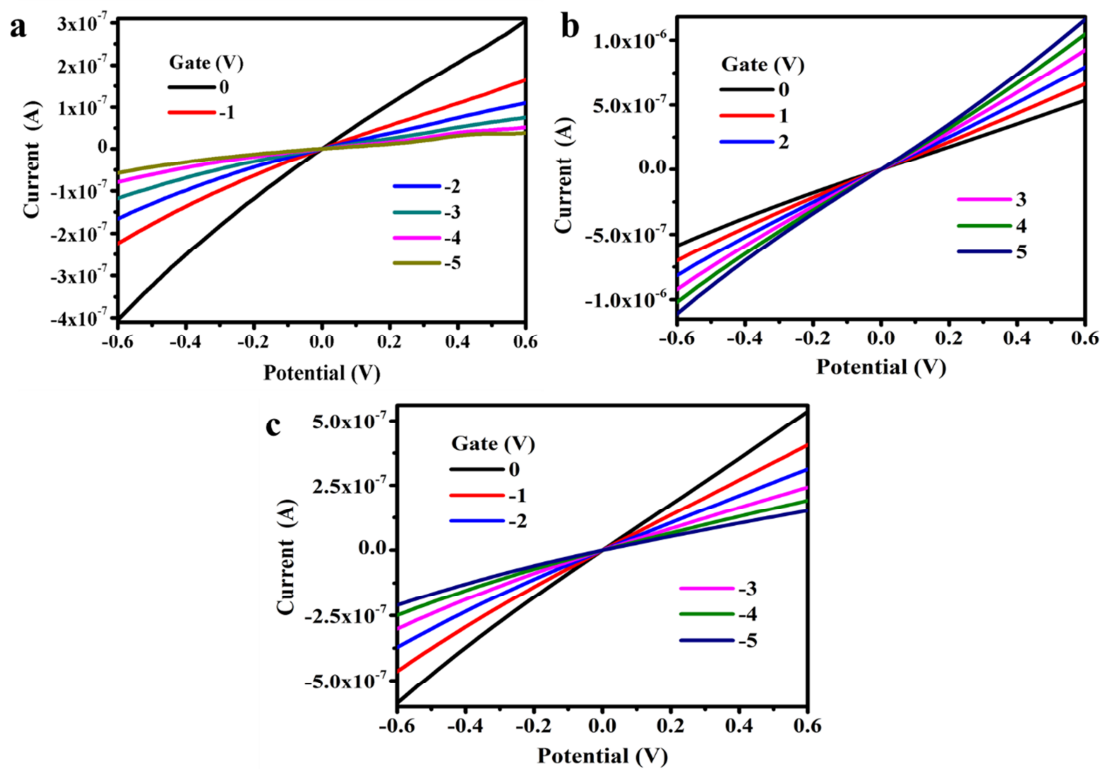 a
3x10⁻⁷
2x10⁻⁷
1x10⁻⁷
0
-1x10⁻⁷
-2x10⁻⁷
-3x10⁻⁷
-4x10⁻⁷
Current (A)
Gate (V)
0
-1
-2
-3
-4
-5
-0.6 -0.4 -0.2 0.0 0.2 0.4 0.6
Potential (V)
b
1.0x10⁻⁶
5.0x10⁻⁷
0.0
-5.0x10⁻⁷
-1.0x10⁻⁶
Current (A)
Gate (V)
0
1
2
3
4
5
-0.6 -0.4 -0.2 0.0 0.2 0.4 0.6
Potential (V)
c
5.0x10⁻⁷
2.5x10⁻⁷
0.0
-2.5x10⁻⁷
-5.0x10⁻⁷
Current (A)
Gate (V)
0
-1
-2
-3
-4
-5
-0.6 -0.4 -0.2 0.0 0.2 0.4 0.6
Potential (V)